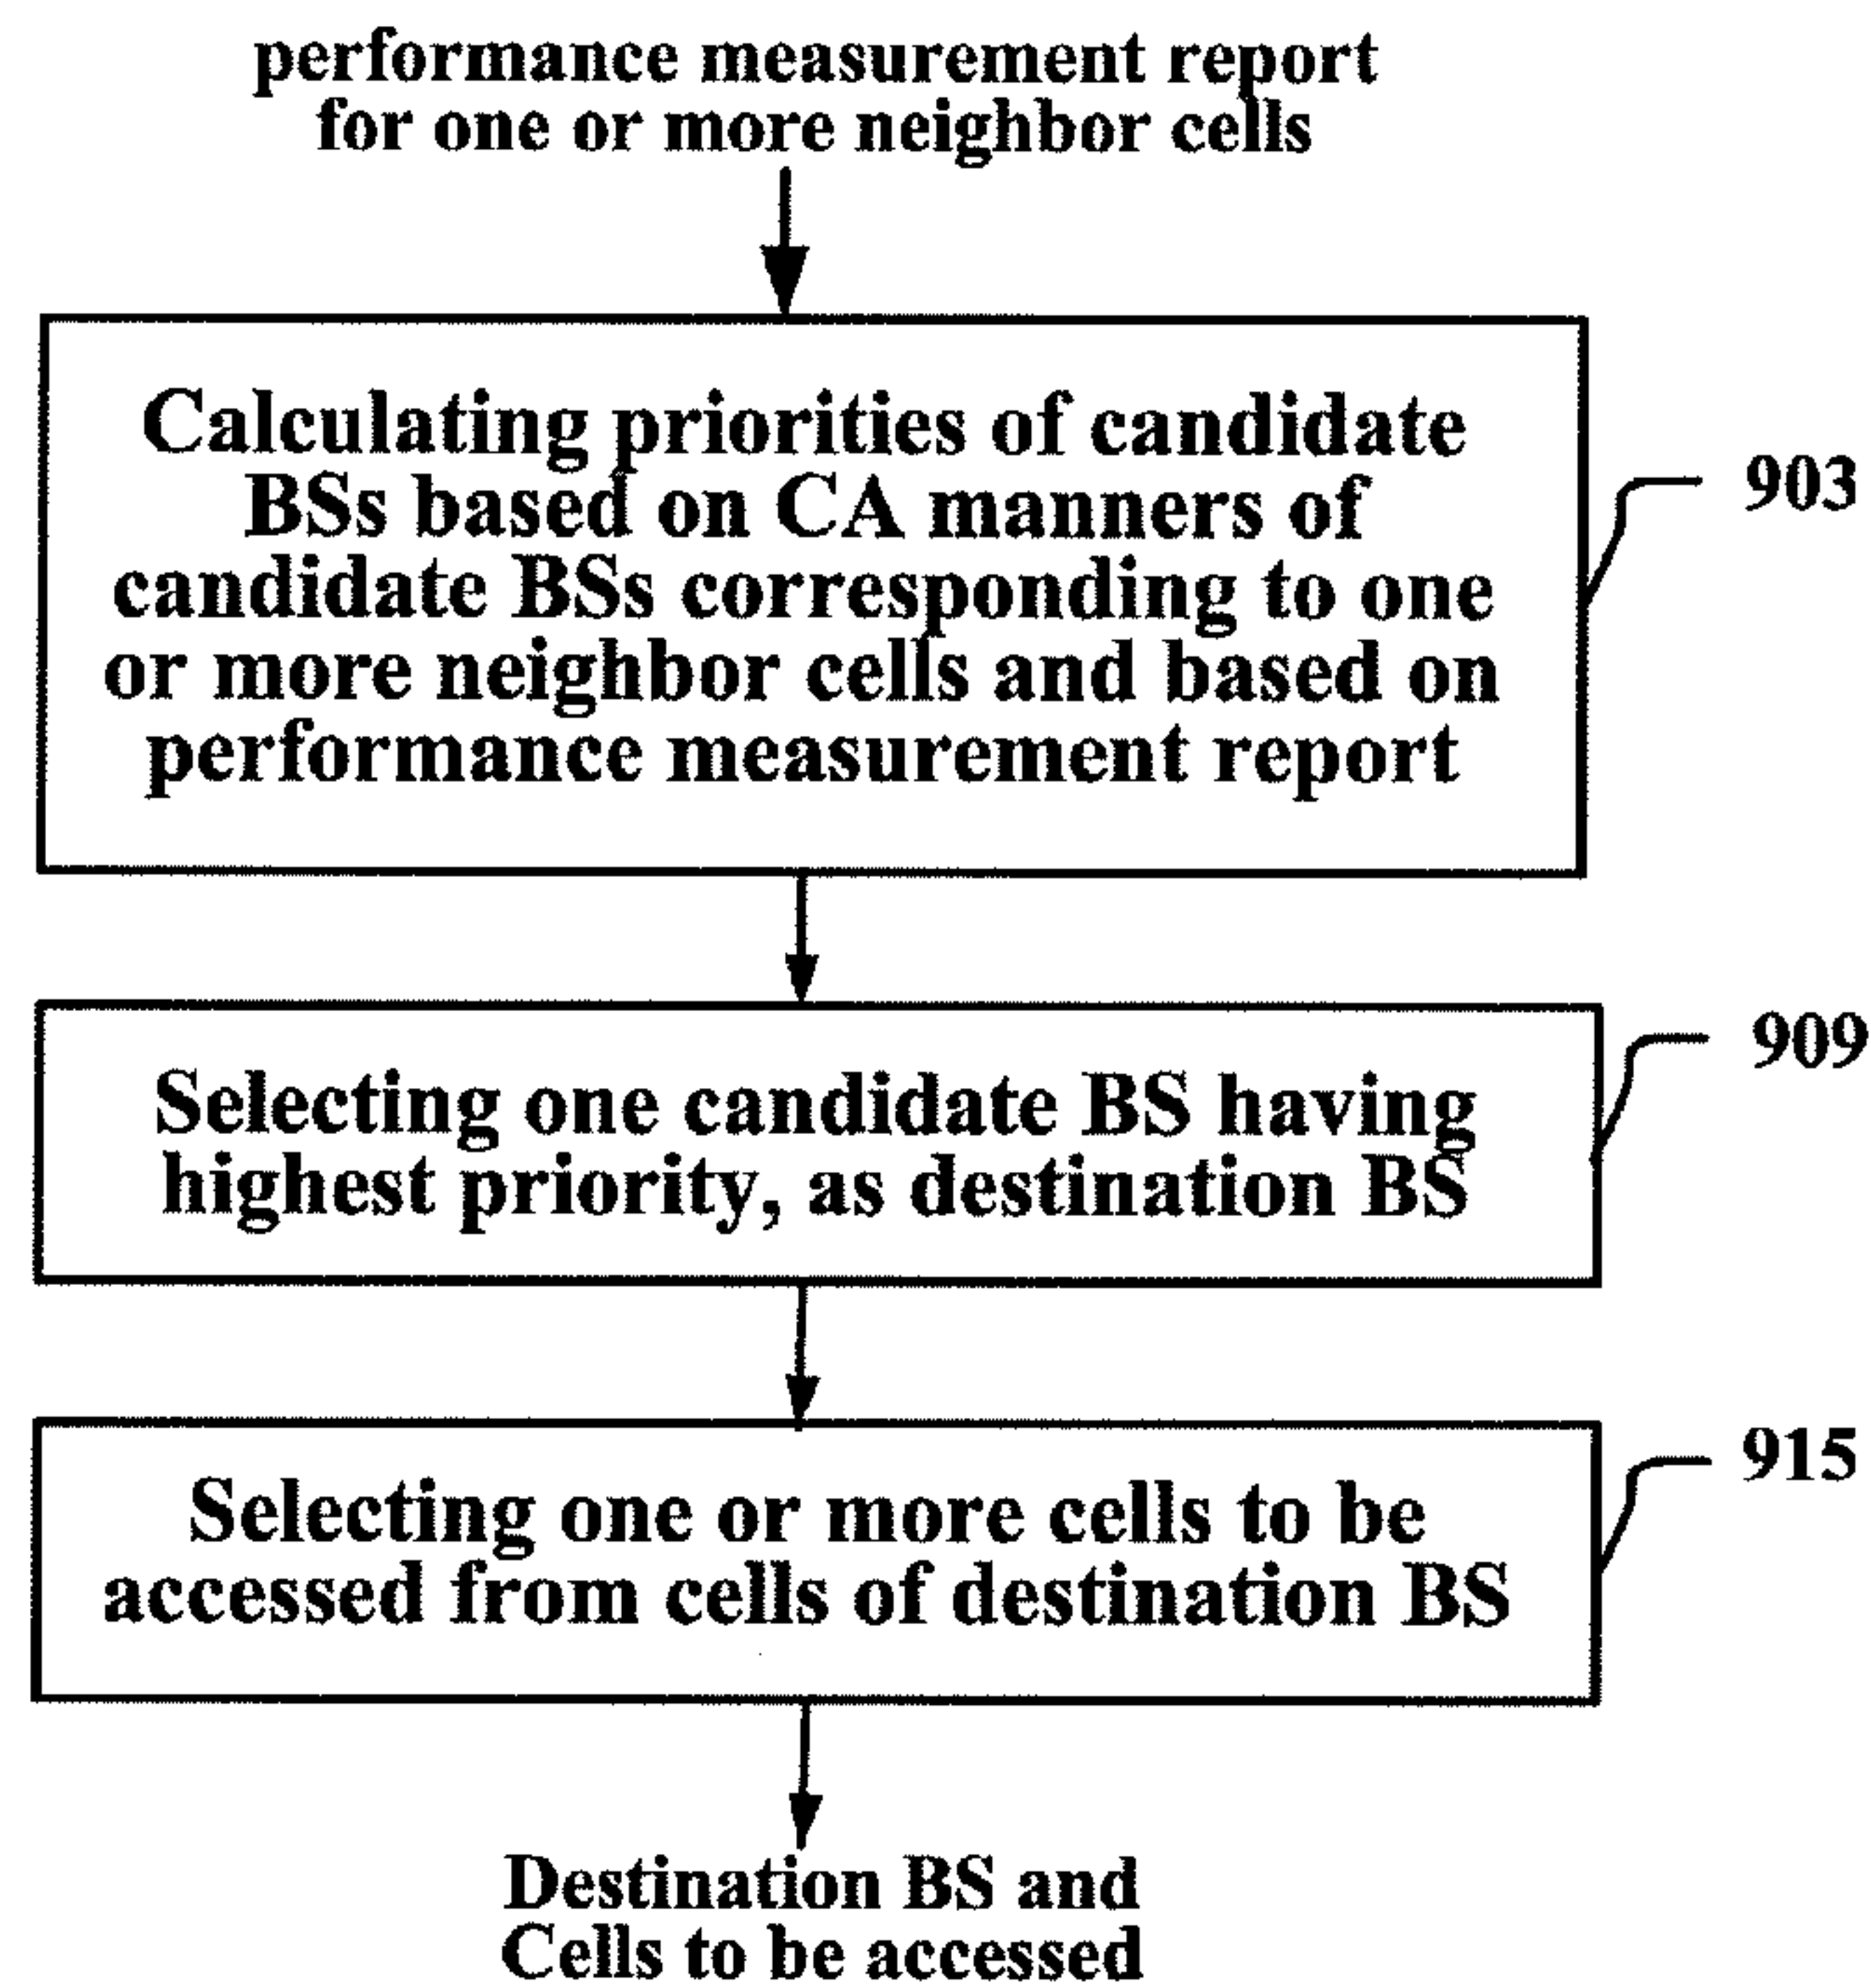 performance measurement report
for one or more neighbor cells
Calculating priorities of candidate
BSs based on CA manners of
candidate BSs corresponding to one
or more neighbor cells and based on
performance measurement report
903
Selecting one candidate BS having
highest priority, as destination BS
909
Selecting one or more cells to be
accessed from cells of destination BS
915
Destination BS and
Cells to be accessed